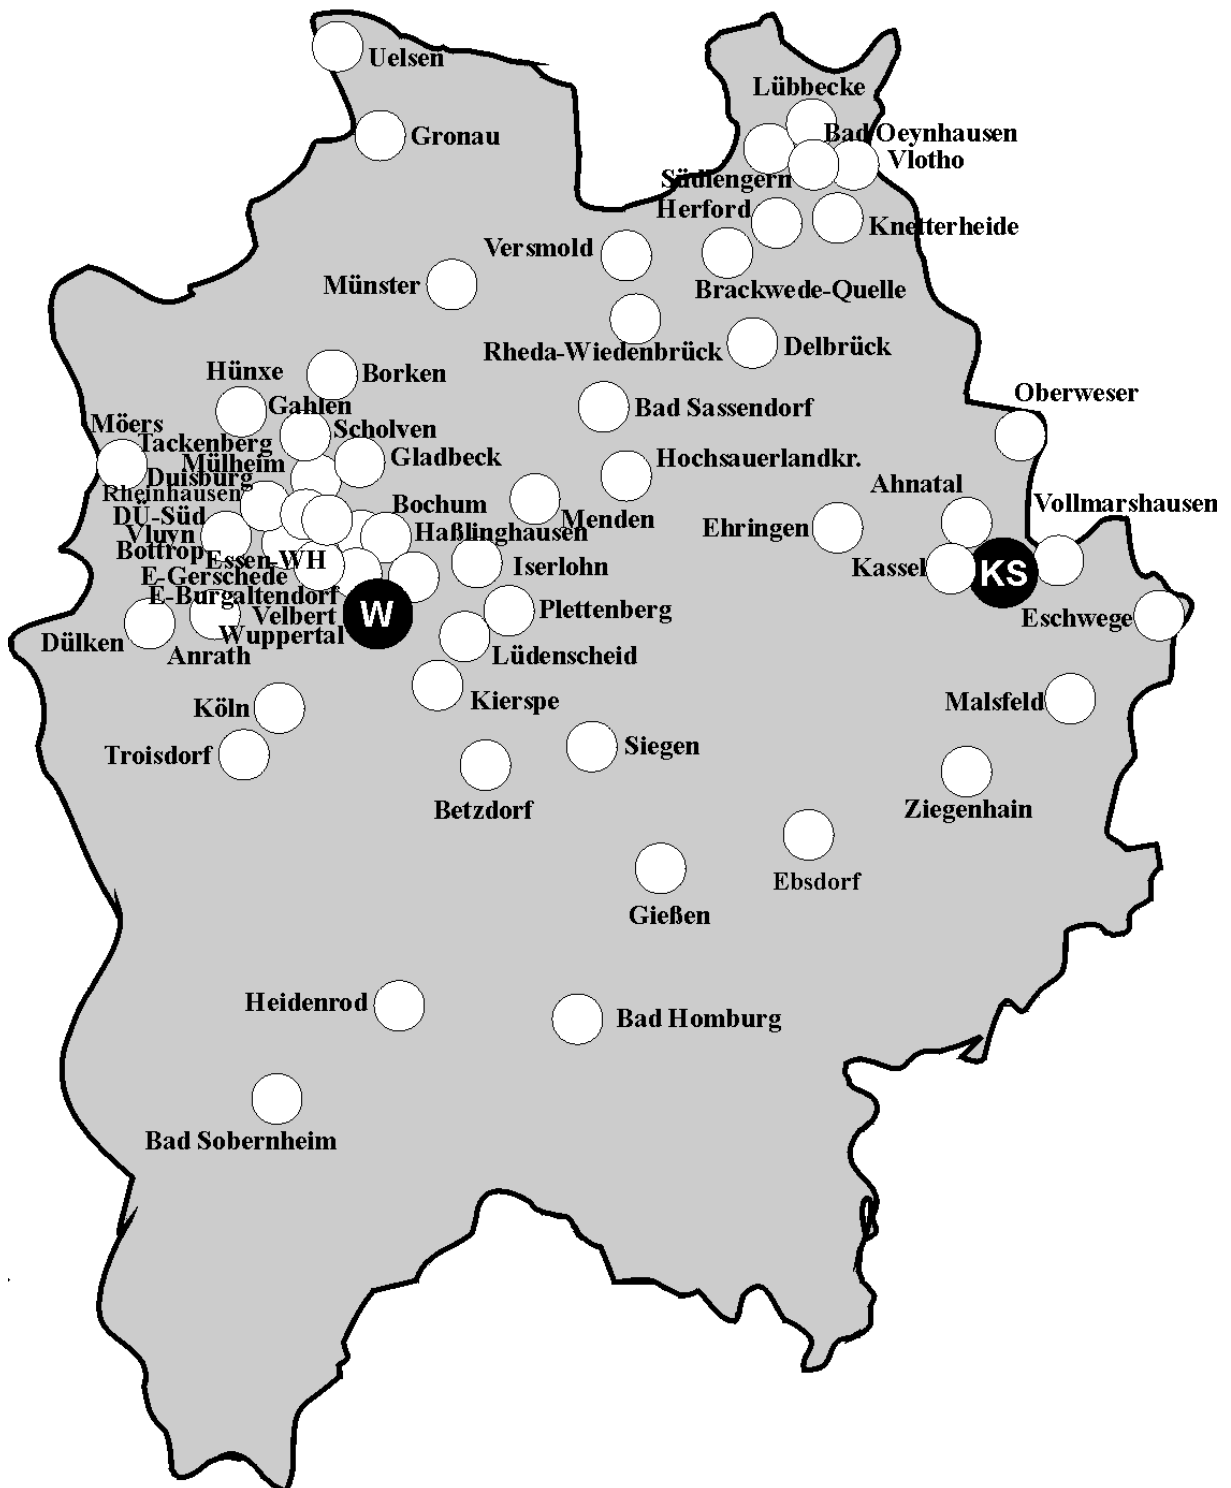 Uelsen
Lübbecke
Gronau
Bad Oeynhausen
Vlotho
Südlengern
Herford
Knetterheide
Versmold
Münster
Brackwede-Quelle
Rheda-Wiedenbrück
Delbrück
Hünxe
Borken
Oberweser
Gahlen
Bad Sassendorf
Möers
Scholven
Tackenberg
Mülheim
Gladbeck
Hochsauerlandkr.
Duisburg
Ahnatal
Rheinhausen
Bochum
Vollmarshausen
DÜ-Süd
Menden
Ehringen
Vluyn
Haßlinghausen
Bottrop
Essen-WH
Iserlohn
Kassel
KS
E-Gerschede
E-Burgaltendorf
Plettenberg
Velbert
W
Eschwege
Wuppertal
Dülken
Anrath
Lüdenscheid
Kierspe
Malsfeld
Köln
Troisdorf
Siegen
Betzdorf
Ziegenhain
Ebsdorf
Gießen
Heidenrod
Bad Homburg
Bad Sobernheim